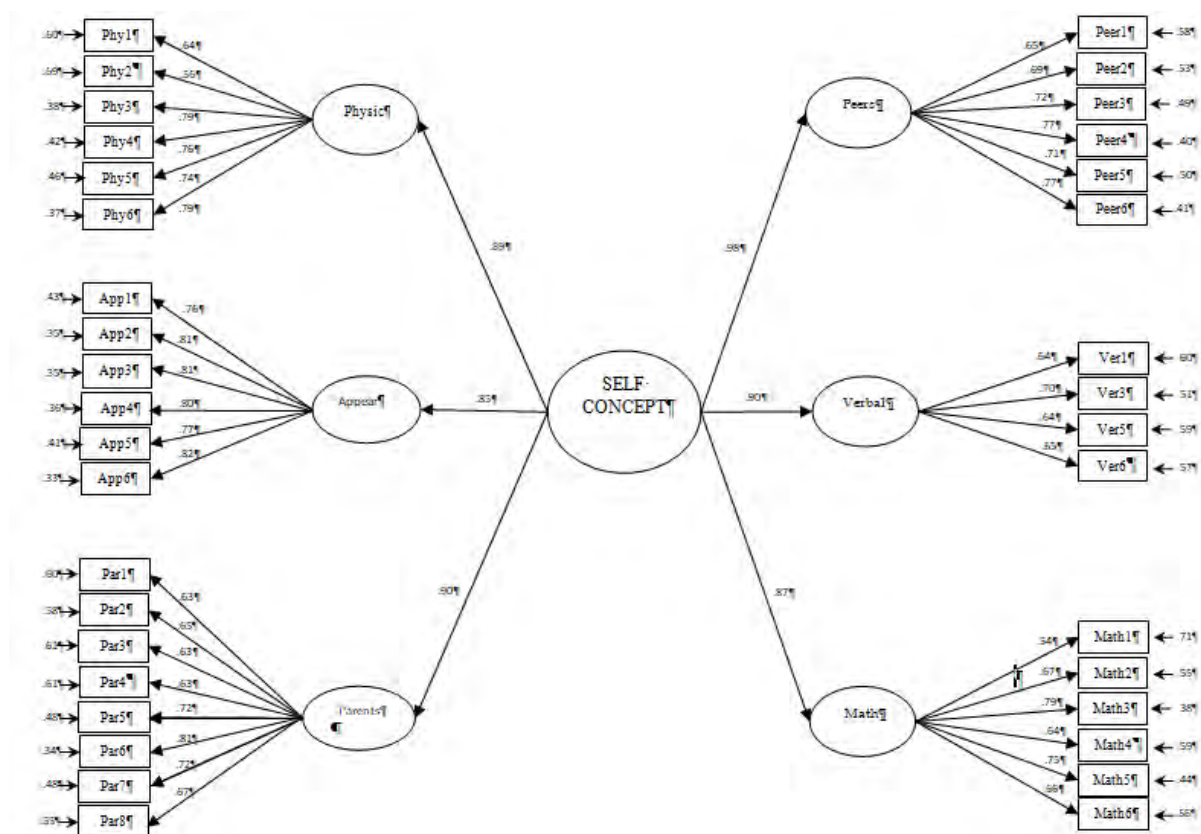 .60¶ Phy1¶ .64¶
.69¶ Phy2¶ .56¶
.38¶ Phy3¶ .79¶
.42¶ Phy4¶ .76¶
.46¶ Phy5¶ .74¶
.37¶ Phy6¶ .79¶
Physic¶
.89¶
.65¶ Peer1¶ .58¶
.69¶ Peer2¶ .53¶
.72¶ Peer3¶ .49¶
.77¶ Peer4¶ .40¶
.71¶ Peer5¶ .50¶
.77¶ Peer6¶ .41¶
Peers¶
.98¶
.43¶ App1¶ .76¶
.35¶ App2¶ .81¶
.35¶ App3¶ .81¶
.36¶ App4¶ .80¶
.41¶ App5¶ .77¶
.33¶ App6¶ .82¶
Appear¶
SELF-
CONCEPT¶
.90¶
Verbal¶
.64¶ Ver1¶ .60¶
.70¶ Ver3¶ .51¶
.64¶ Ver5¶ .59¶
.65¶ Ver6¶ .57¶
.60¶ Par1¶ .63¶
.58¶ Par2¶ .65¶
Par3¶ .63¶
.61¶ Par4¶ .63¶
.48¶ Par5¶ .72¶
.34¶ Par6¶ .81¶
.48¶ Par7¶ .72¶
.55¶ Par8¶ .67¶
Parents¶
¶
.90¶
.87¶
Math¶
.54¶ Math1¶ .71¶
.67¶ Math2¶ .55¶
.79¶ Math3¶ .38¶
.64¶ Math4¶ .59¶
.75¶ Math5¶ .44¶
.66¶ Math6¶ .56¶